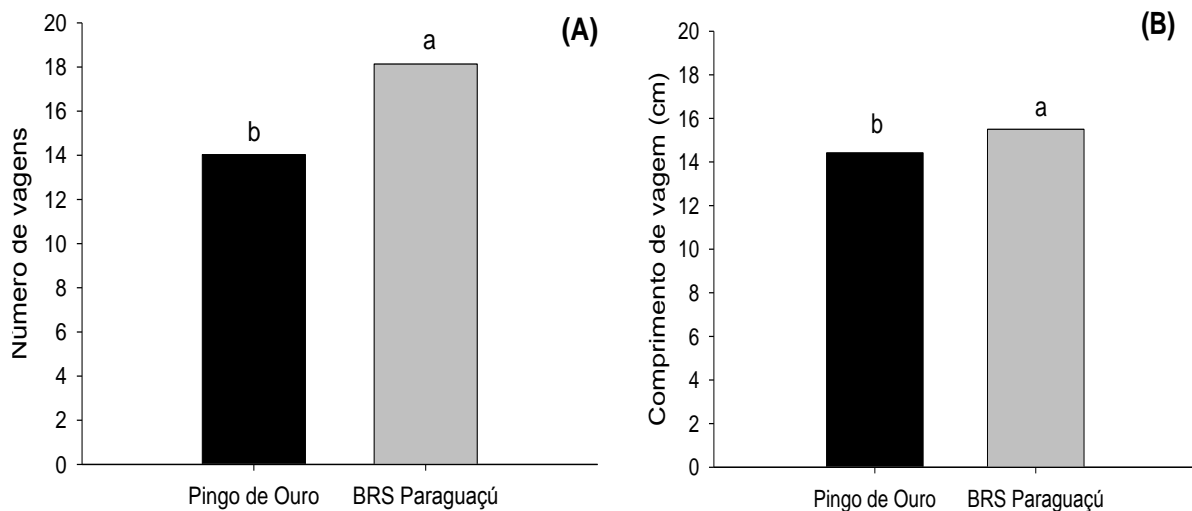 (A)
Número de vagens
20
18
16
14
12
10
8
6
4
2
0
b
a
Pingo de Ouro
BRS Paraguaçú
(B)
Comprimento de vagem (cm)
20
18
16
14
12
10
8
6
4
2
0
b
a
Pingo de Ouro
BRS Paraguaçú